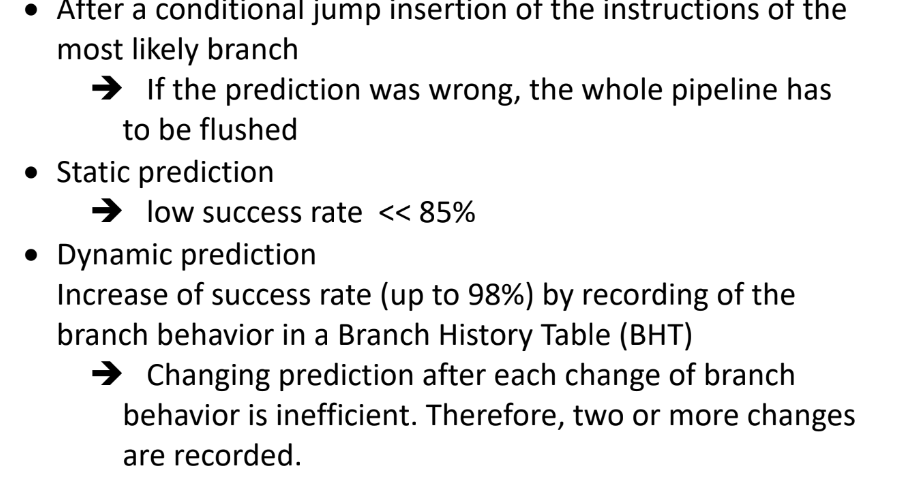 • After a conditional jump insertion of the instructions of the
most likely branch
➔ If the prediction was wrong, the whole pipeline has
to be flushed
• Static prediction
➔ low success rate << 85%
• Dynamic prediction
Increase of success rate (up to 98%) by recording of the
branch behavior in a Branch History Table (BHT)
➔ Changing prediction after each change of branch
behavior is inefficient. Therefore, two or more changes
are recorded.